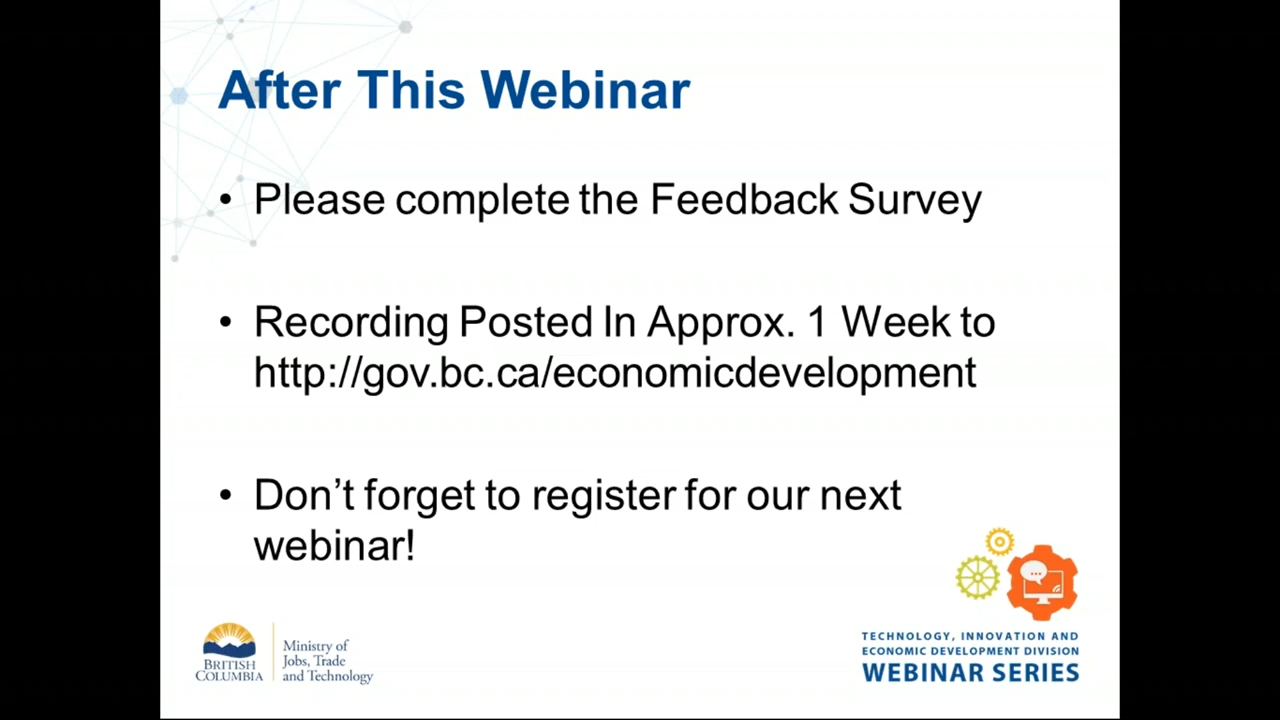 After This Webinar
• Please complete the Feedback Survey
• Recording Posted In Approx. 1 Week to
http://gov.bc.ca/economicdevelopment
• Don’t forget to register for our next
webinar!
BRITISH
COLUMBIA
Ministry of
Jobs, Trade
and Technology
TECHNOLOGY, INNOVATION AND
ECONOMIC DEVELOPMENT DIVISION
WEBINAR SERIES